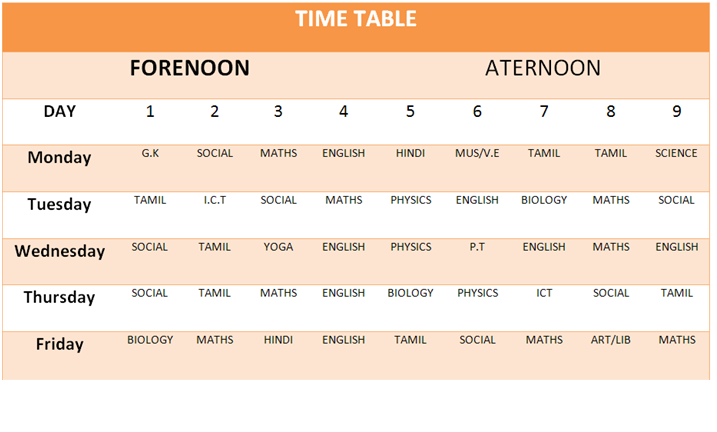 TIME TABLE
FORENOON ATERNOON
DAY 1 2 3 4 5 6 7 8 9
Monday G.K SOCIAL MATHS ENGLISH HINDI MUS/V.E TAMIL TAMIL SCIENCE
Tuesday TAMIL I.C.T SOCIAL MATHS PHYSICS ENGLISH BIOLOGY MATHS SOCIAL
Wednesday SOCIAL TAMIL YOGA ENGLISH PHYSICS P.T ENGLISH MATHS ENGLISH
Thursday SOCIAL TAMIL MATHS ENGLISH BIOLOGY PHYSICS ICT SOCIAL TAMIL
Friday BIOLOGY MATHS HINDI ENGLISH TAMIL SOCIAL MATHS ART/LIB MATHS